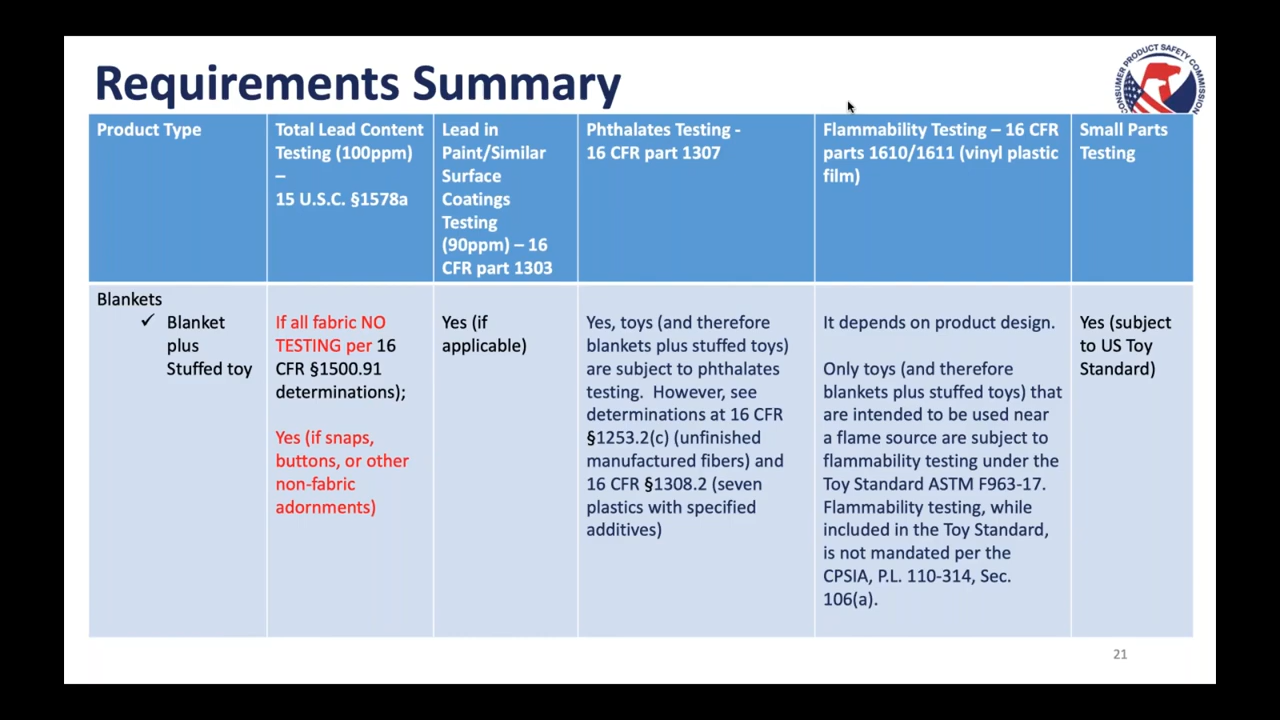 Requirements Summary
CONSUMER PRODUCT SAFETY COMMISSION
Product Type
Total Lead Content
Testing (100ppm)
–
15 U.S.C. §1578a
Lead in
Paint/Similar
Surface
Coatings
Testing
(90ppm) – 16
CFR part 1303
Phthalates Testing -
16 CFR part 1307
Flammability Testing – 16 CFR
parts 1610/1611 (vinyl plastic
film)
Small Parts
Testing
Blankets
✓ Blanket
plus
Stuffed toy
If all fabric NO
TESTING per 16
CFR §1500.91
determinations);
Yes (if snaps,
buttons, or other
non-fabric
adornments)
Yes (if
applicable)
Yes, toys (and therefore
blankets plus stuffed toys)
are subject to phthalates
testing. However, see
determinations at 16 CFR
§1253.2(c) (unfinished
manufactured fibers) and
16 CFR §1308.2 (seven
plastics with specified
additives)
It depends on product design.
Only toys (and therefore
blankets plus stuffed toys) that
are intended to be used near
a flame source are subject to
flammability testing under the
Toy Standard ASTM F963-17.
Flammability testing, while
included in the Toy Standard,
is not mandated per the
CPSIA, P.L. 110-314, Sec.
106(a).
Yes (subject
to US Toy
Standard)
21